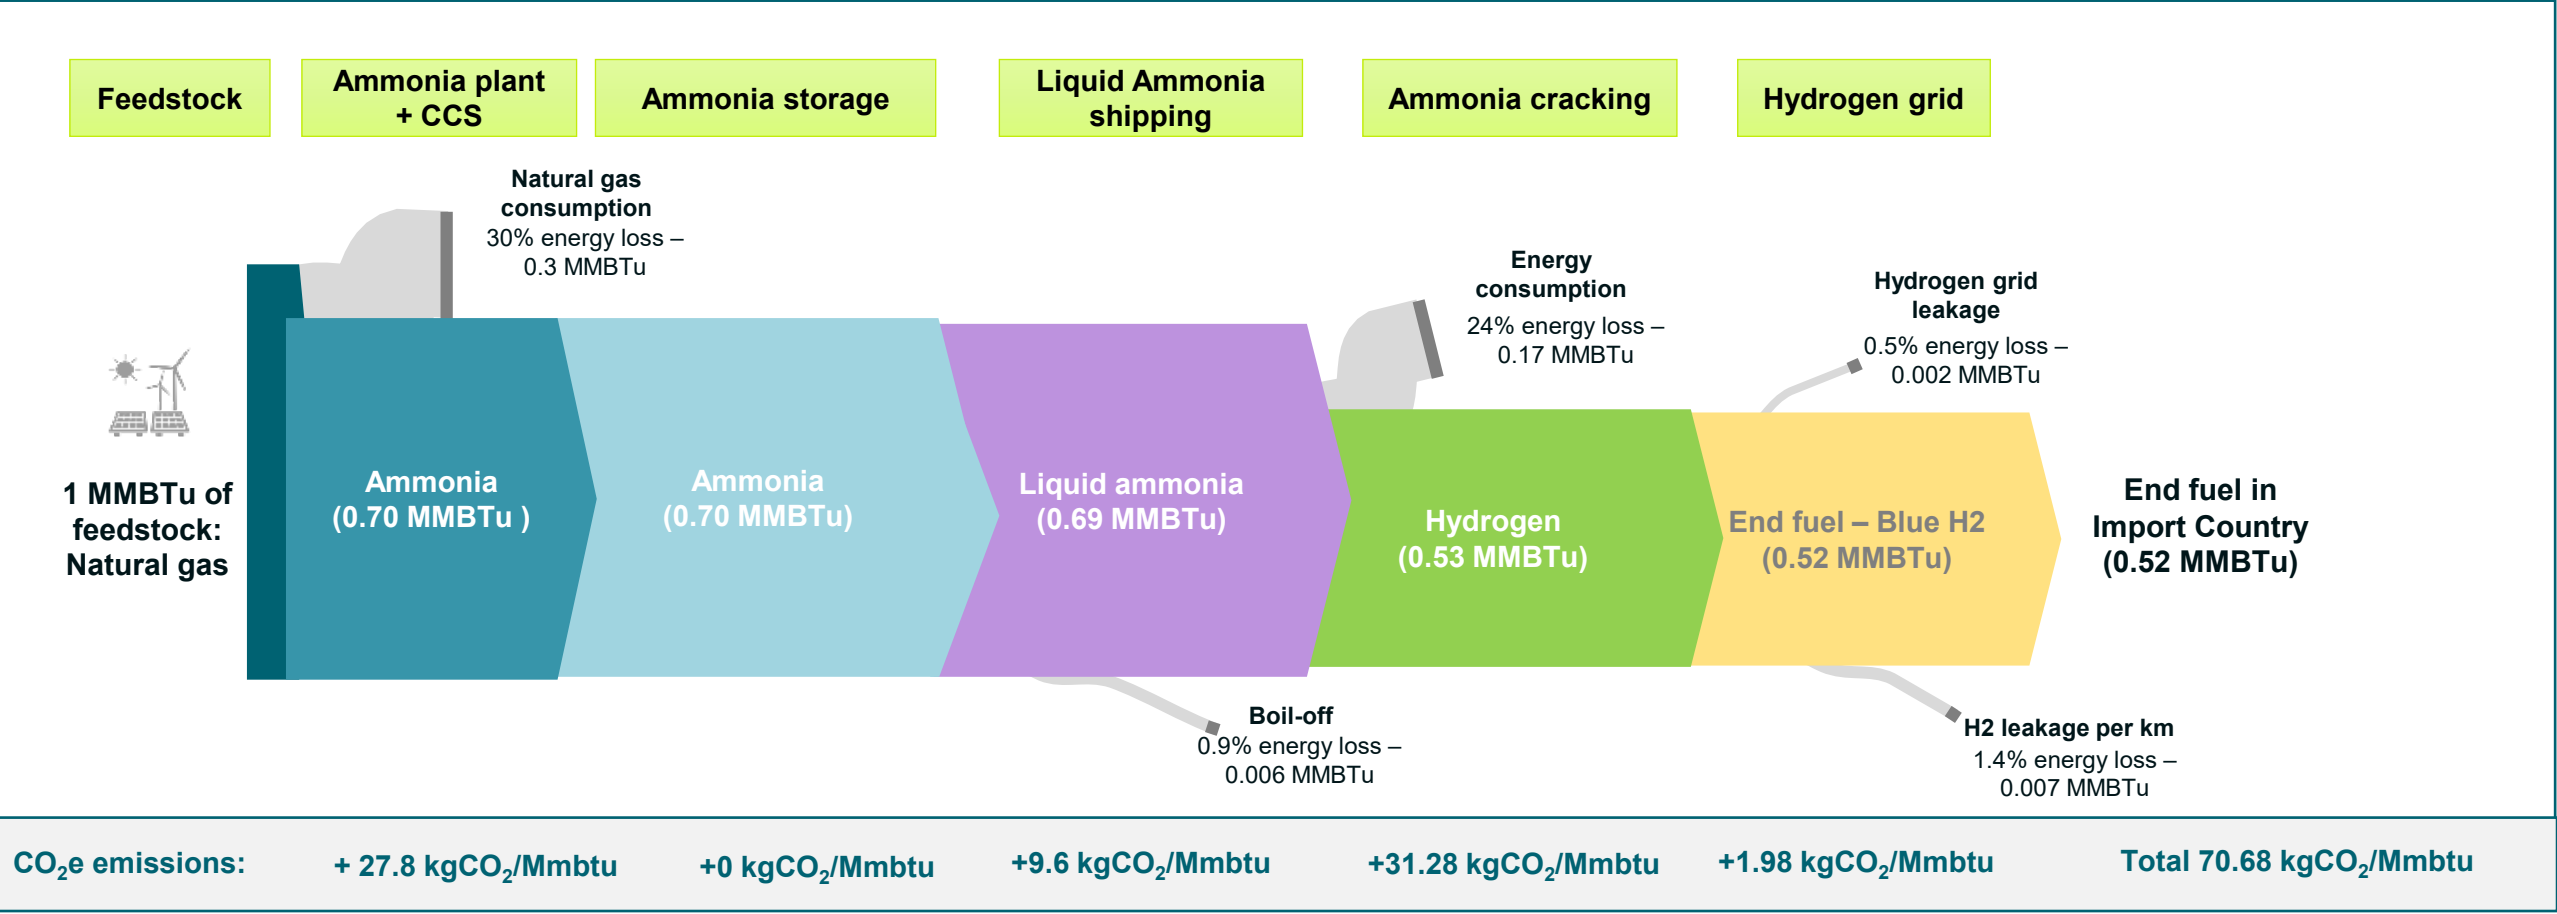 Feedstock
Ammonia plant
+ CCS
Ammonia storage
Liquid Ammonia
shipping
Ammonia cracking
Hydrogen grid
Natural gas
consumption
30% energy loss –
0.3 MMBTu
Energy
consumption
24% energy loss –
0.17 MMBTu
Hydrogen grid
leakage
0.5% energy loss –
0.002 MMBTu
1 MMBTu of
feedstock:
Natural gas
Ammonia
(0.70 MMBTu )
Ammonia
(0.70 MMBTu)
Liquid ammonia
(0.69 MMBTu)
Hydrogen
(0.53 MMBTu)
End fuel – Blue H2
(0.52 MMBTu)
End fuel in
Import Country
(0.52 MMBTu)
Boil-off
0.9% energy loss –
0.006 MMBTu
H2 leakage per km
1.4% energy loss –
0.007 MMBTu
CO₂e emissions:
+ 27.8 kgCO₂/Mmbtu
+0 kgCO₂/Mmbtu
+9.6 kgCO₂/Mmbtu
+31.28 kgCO₂/Mmbtu
+1.98 kgCO₂/Mmbtu
Total 70.68 kgCO₂/Mmbtu